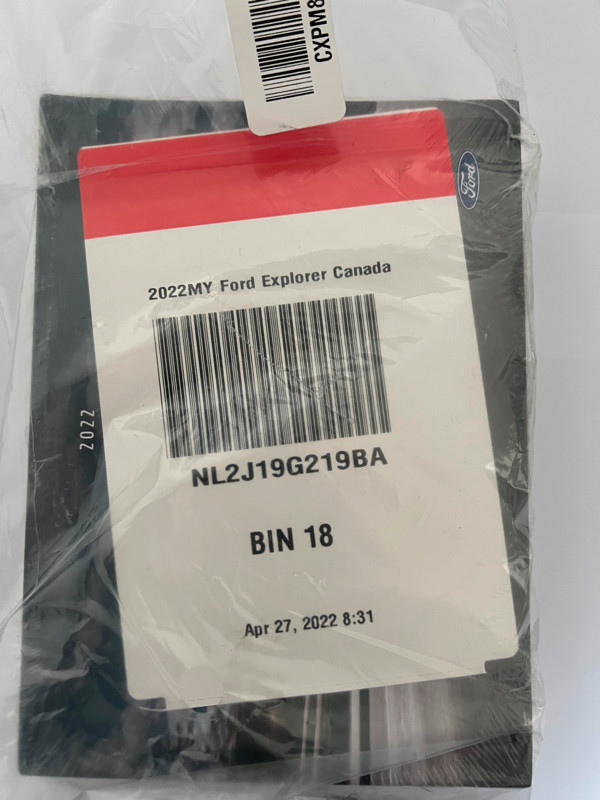 CXPM8
Ford
2022MY Ford Explorer Canada
2022
NL2J19G219BA
BIN 18
Apr 27, 2022 8:31